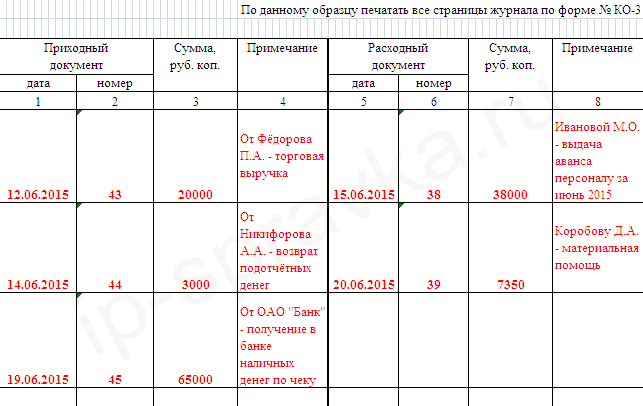 По данному образцу печатать все страницы журнала по форме № КО-3
Приходный документ Сумма, руб. коп. Примечание Расходный документ Сумма, руб. коп. Примечание
дата номер дата номер
1 2 3 4 5 6 7 8
12.06.2015 43 20000 От Фёдорова П.А. - торговая выручка 15.06.2015 38 38000 Ивановой М.О. - выдача аванса персоналу за июнь 2015
14.06.2015 44 3000 От Никифорова А.А. - возврат подотчётных денег 20.06.2015 39 7350 Коробову Д.А. - материальная помощь
19.06.2015 45 65000 От ОАО "Банк" - получение в банке наличных денег по чеку
ip-spravka.ru